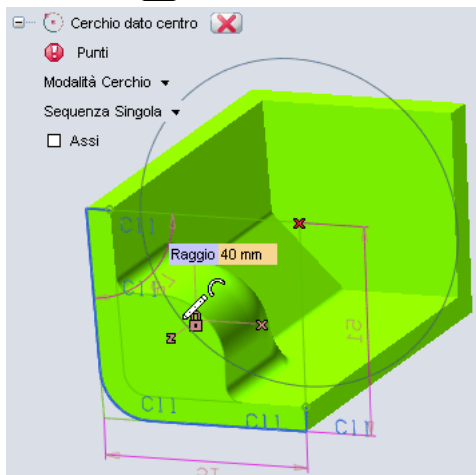 Cerchio dato centro
Punti
Modalità Cerchio
Sequenza Singola
Assi
C11
Raggio 40 mm
C11
z
x
C11
C11
C11